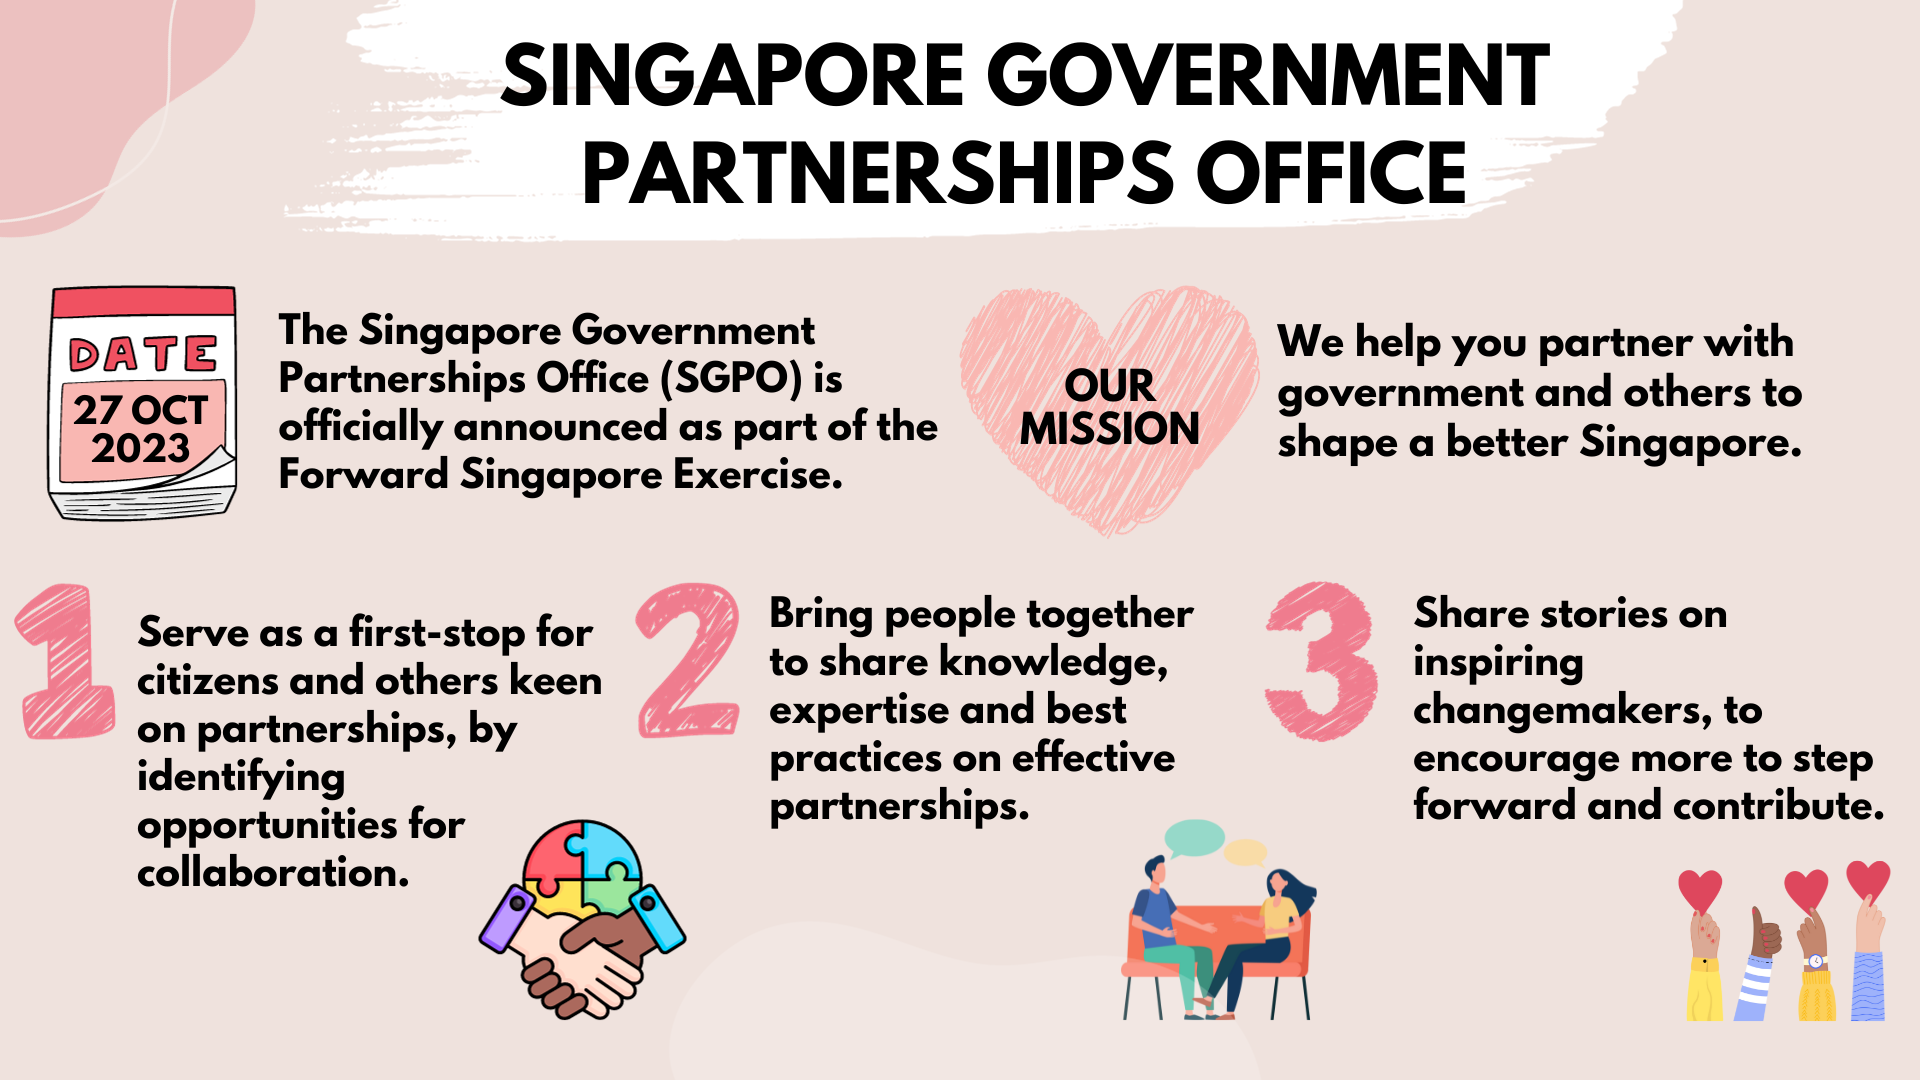 SINGAPORE GOVERNMENT
PARTNERSHIPS OFFICE
DATE
27 OCT
2023
The Singapore Government
Partnerships Office (SGPO) is
officially announced as part of the
Forward Singapore Exercise.
OUR
MISSION
We help you partner with
government and others to
shape a better Singapore.
1
Serve as a first-stop for
citizens and others keen
on partnerships, by
identifying
opportunities for
collaboration.
2
Bring people together
to share knowledge,
expertise and best
practices on effective
partnerships.
3
Share stories on
inspiring
changemakers, to
encourage more to step
forward and contribute.